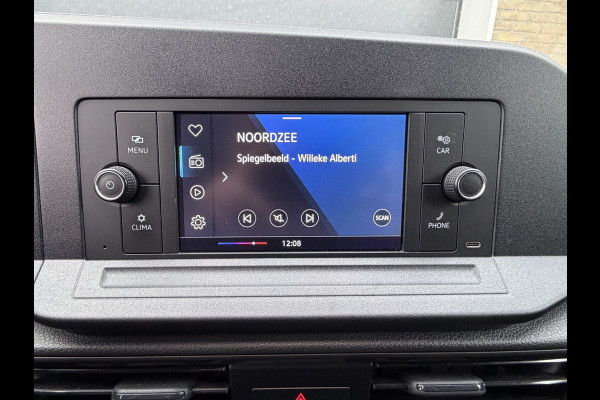 MENU
CLIMA
NOORDZEE
Spiegelbeeld - Willeke Alberti
SCAN
12:08
CAR
PHONE